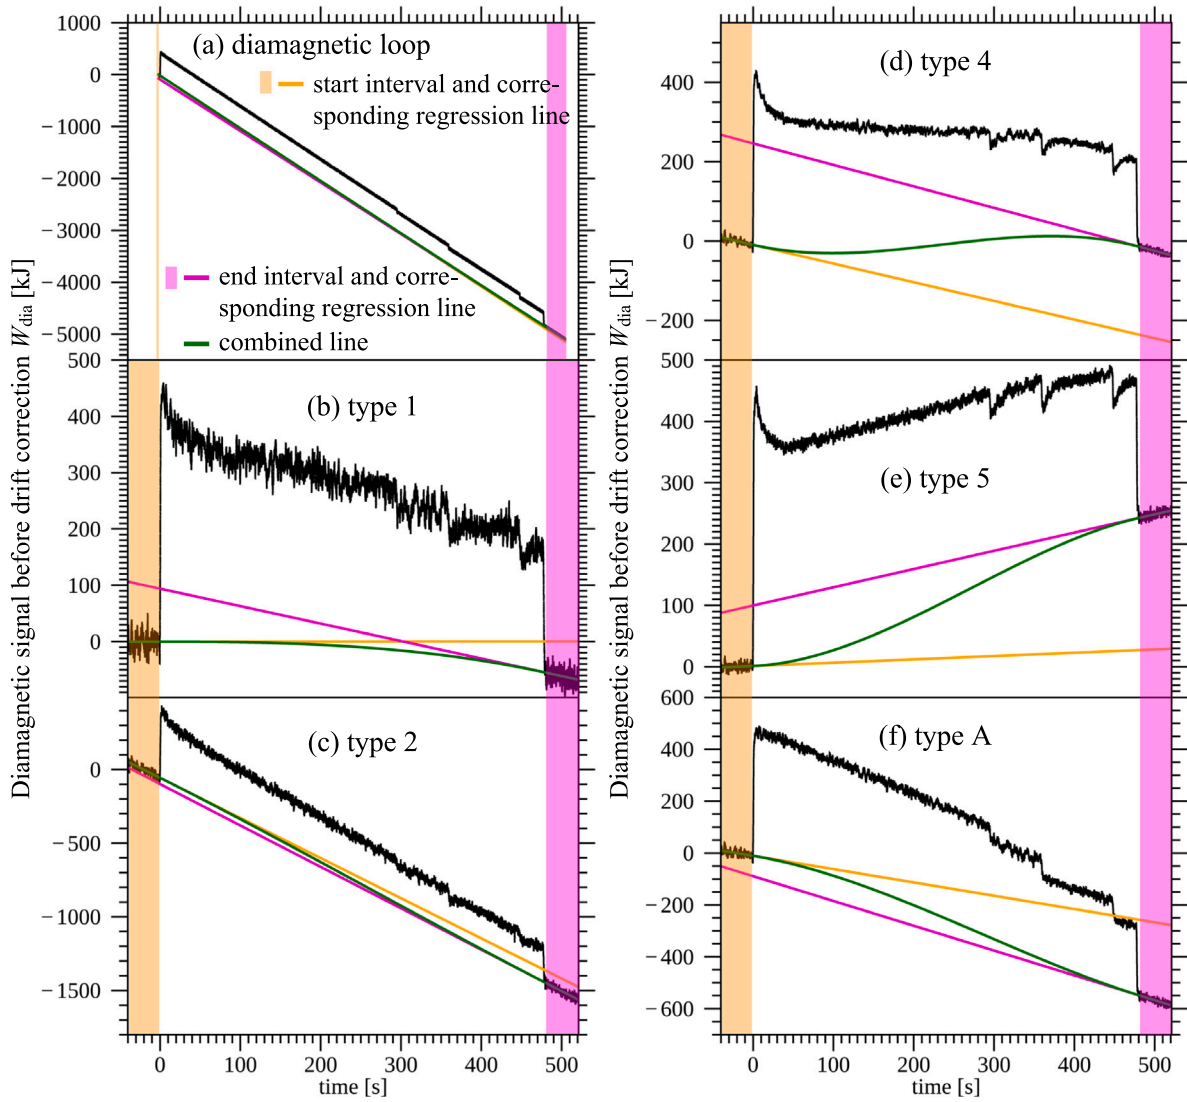 Diamagnetic signal before drift correction W_dia [kJ]
1000
0
−1000
−2000
−3000
−4000
−5000
(a) diamagnetic loop
start interval and corre-
sponding regression line
end interval and corre-
sponding regression line
combined line
500
400
300
200
100
0
(b) type 1
0
−500
−1000
−1500
(c) type 2
0 100 200 300 400 500
time [s]
Diamagnetic signal before drift correction W_dia [kJ]
400
200
0
−200
(d) type 4
500
400
300
200
100
0
(e) type 5
600
400
200
0
−200
−400
−600
(f) type A
0 100 200 300 400 500
time [s]